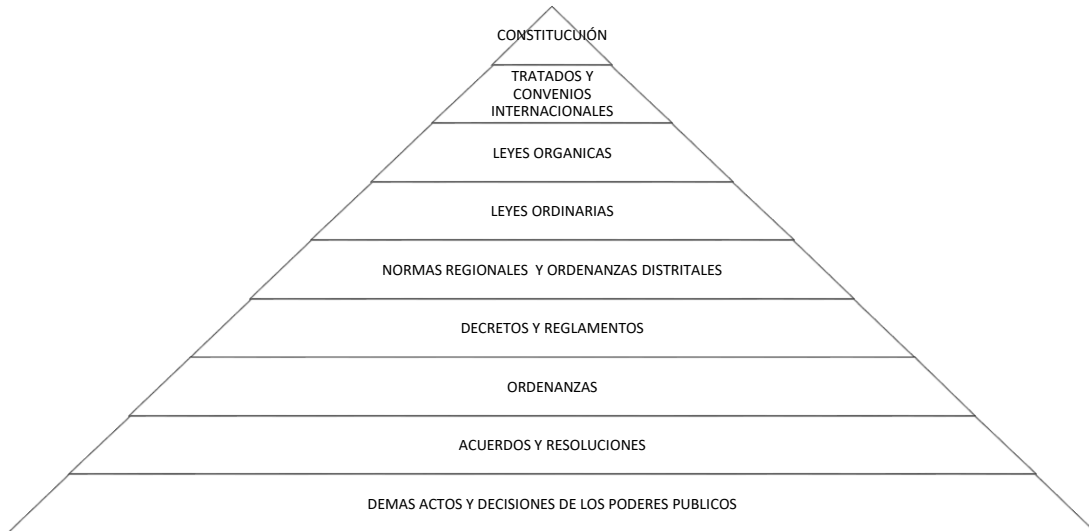 CONSTITUCUIÓN
TRATADOS Y
CONVENIOS
INTERNACIONALES
LEYES ORGANICAS
LEYES ORDINARIAS
NORMAS REGIONALES Y ORDENANZAS DISTRITALES
DECRETOS Y REGLAMENTOS
ORDENANZAS
ACUERDOS Y RESOLUCIONES
DEMAS ACTOS Y DECISIONES DE LOS PODERES PUBLICOS